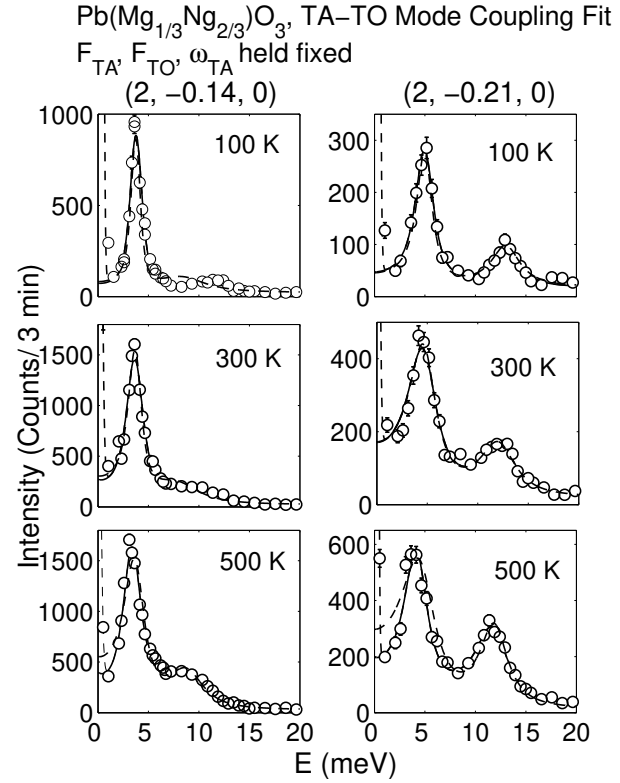 Pb(Mg1/3Ng2/3)O3, TA−TO Mode Coupling Fit
FTA, FTO, ωTA held fixed
(2, −0.14, 0)
(2, −0.21, 0)
Intensity (Counts/ 3 min)
1000
500
0
100 K
300
200
100
0
100 K
1500
1000
500
0
300 K
400
200
0
300 K
1500
1000
500
0
500 K
600
400
200
0
500 K
0 5 10 15 20
0 5 10 15 20
E (meV)